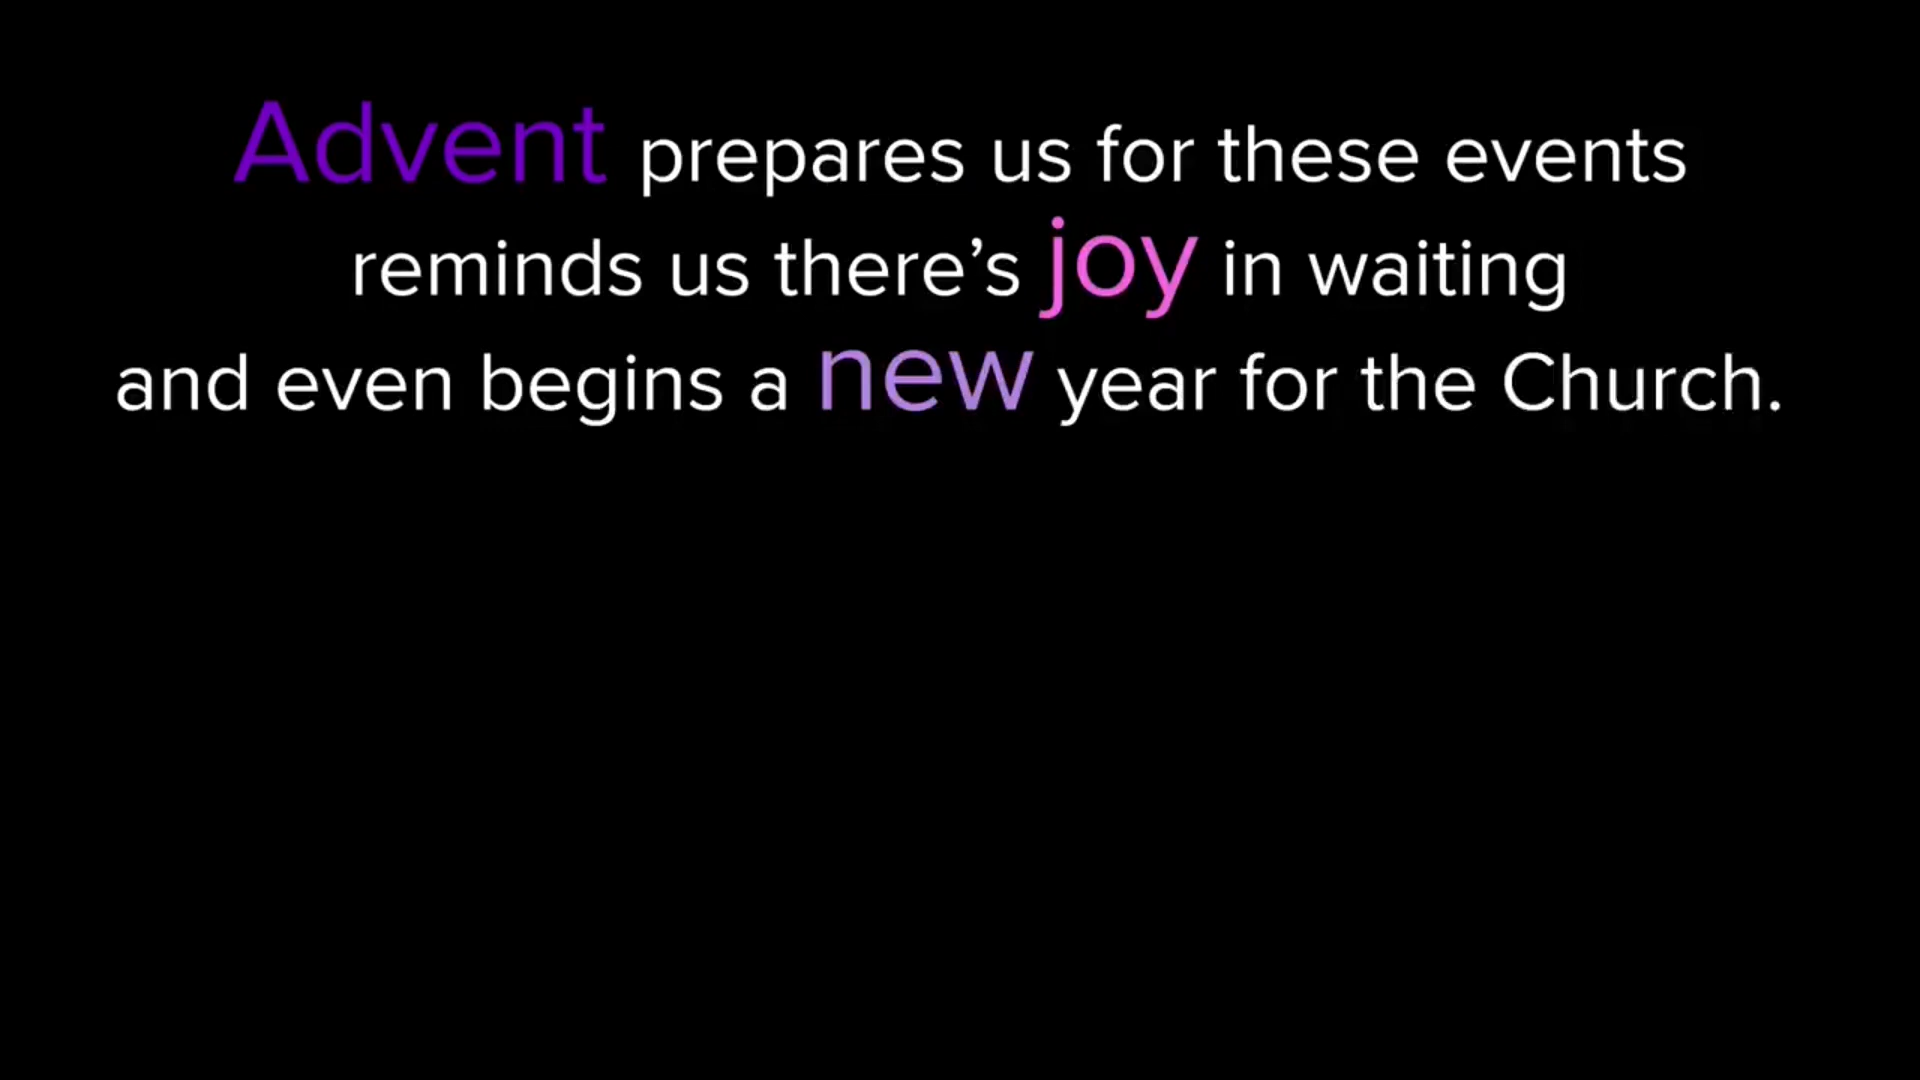 Advent prepares us for these events
reminds us there’s joy in waiting
and even begins a new year for the Church.